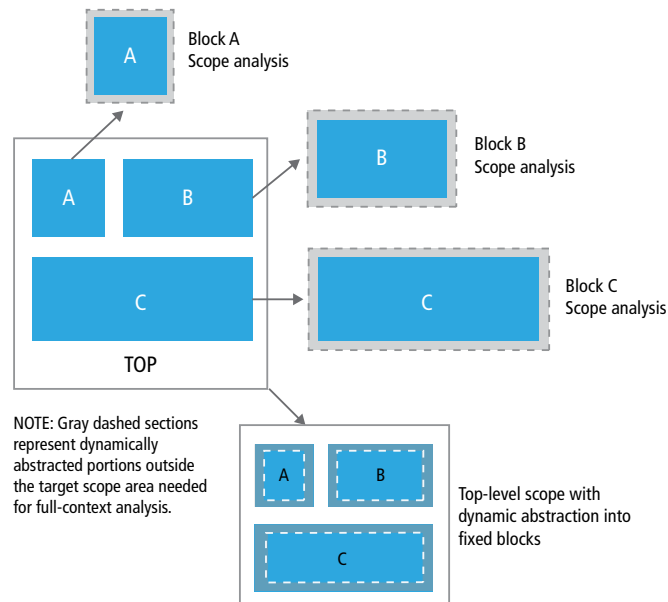 A
Block A
Scope analysis
A
B
C
TOP
B
Block B
Scope analysis
C
Block C
Scope analysis
NOTE: Gray dashed sections
represent dynamically
abstracted portions outside
the target scope area needed
for full-context analysis.
A
B
C
Top-level scope with
dynamic abstraction into
fixed blocks